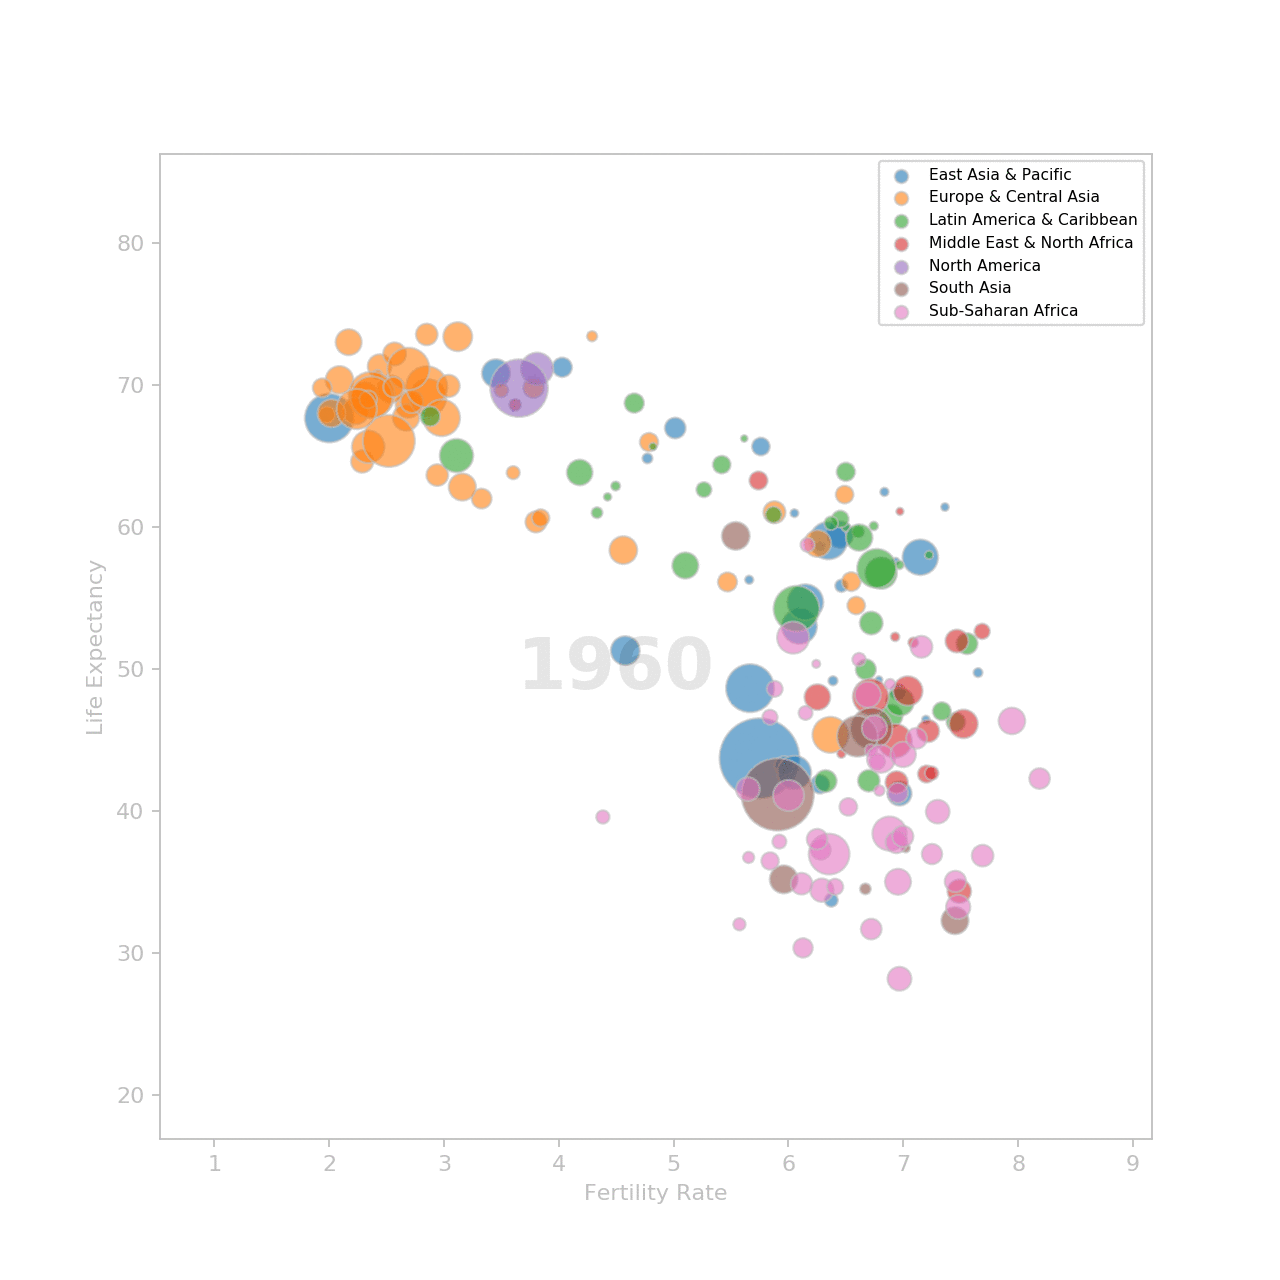 East Asia & Pacific
Europe & Central Asia
Latin America & Caribbean
Middle East & North Africa
North America
South Asia
Sub-Saharan Africa
80
70
60
50
40
30
20
Life Expectancy
1960
1 2 3 4 5 6 7 8 9
Fertility Rate